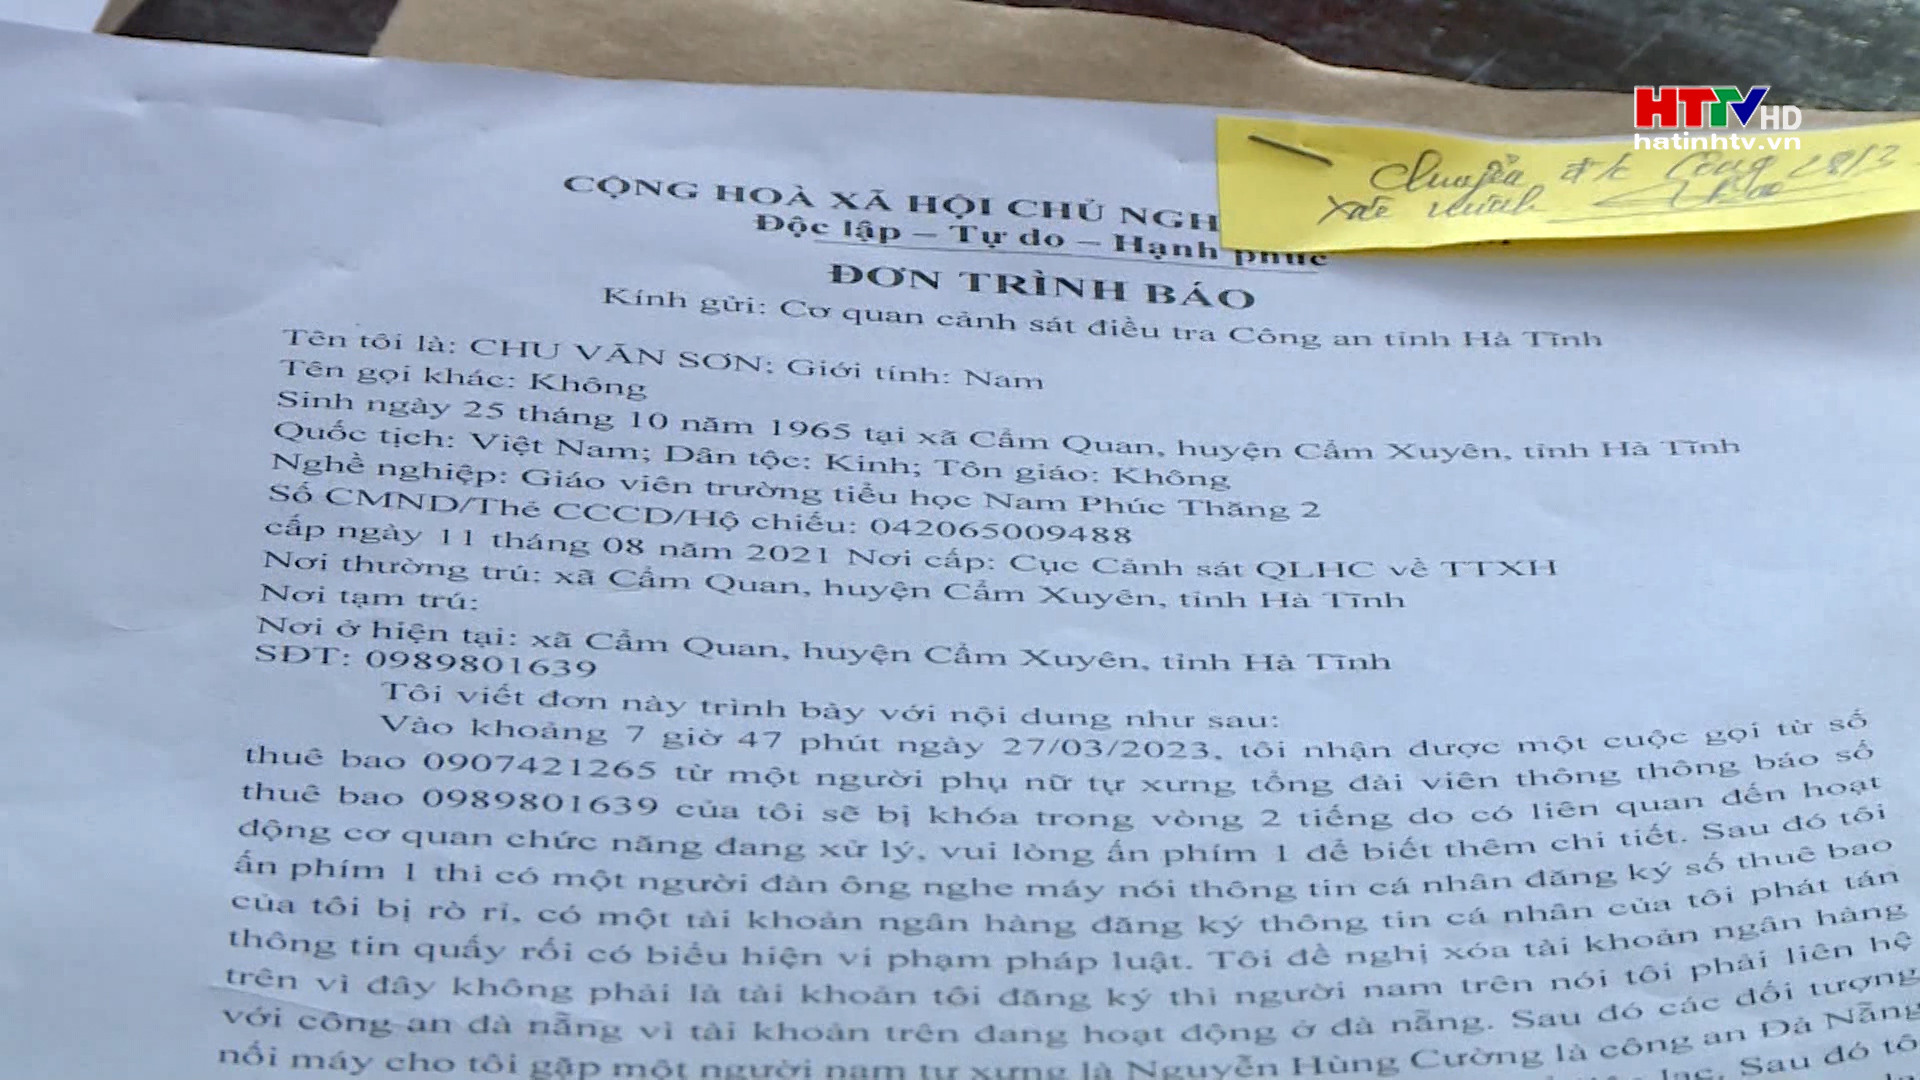 HTTV HD
hatinhtv.vn
Chuyển đ/c Công 28/3
Xác minh
CỘNG HOÀ XÃ HỘI CHỦ NGH
Độc lập – Tự do – Hạnh phúc
ĐƠN TRÌNH BÁO
Kính gửi: Cơ quan cảnh sát điều tra Công an tỉnh Hà Tĩnh
Tên tôi là: CHU VĂN SƠN; Giới tính: Nam
Tên gọi khác: Không
Sinh ngày 25 tháng 10 năm 1965 tại xã Cẩm Quan, huyện Cẩm Xuyên, tỉnh Hà Tĩnh
Quốc tịch: Việt Nam; Dân tộc: Kinh; Tôn giáo: Không
Nghề nghiệp: Giáo viên trường tiểu học Nam Phúc Thăng 2
Số CMND/Thẻ CCCD/Hộ chiếu: 042065009488
cấp ngày 11 tháng 08 năm 2021 Nơi cấp: Cục Cảnh sát QLHC về TTXH
Nơi thường trú: xã Cẩm Quan, huyện Cẩm Xuyên, tỉnh Hà Tĩnh
Nơi tạm trú:
Nơi ở hiện tại: xã Cẩm Quan, huyện Cẩm Xuyên, tỉnh Hà Tĩnh
SĐT: 0989801639
Tôi viết đơn này trình bày với nội dung như sau:
Vào khoảng 7 giờ 47 phút ngày 27/03/2023, tôi nhận được một cuộc gọi từ số
thuê bao 0907421265 từ một người phụ nữ tự xưng tổng đài viên thông thông báo số
thuê bao 0989801639 của tôi sẽ bị khóa trong vòng 2 tiếng do có liên quan đến hoạt
động cơ quan chức năng đang xử lý, vui lòng ấn phím 1 để biết thêm chi tiết. Sau đó tôi
ấn phím 1 thì có một người đàn ông nghe máy nói thông tin cá nhân đăng ký số thuê bao
của tôi bị rò rỉ, có một tài khoản ngân hàng đăng ký thông tin cá nhân của tôi phát tán
thông tin quấy rối có biểu hiện vi phạm pháp luật. Tôi đề nghị xóa tài khoản ngân hàng
trên vì đây không phải là tài khoản tôi đăng ký thì người nam trên nói tôi phải liên hệ
với công an đà nẵng vì tài khoản trên đang hoạt động ở đà nẵng. Sau đó các đối tượng
nối máy cho tôi gặp một người nam tự xưng là Nguyễn Hùng Cường là công an Đà Nẵng
lạc. Sau đó tô